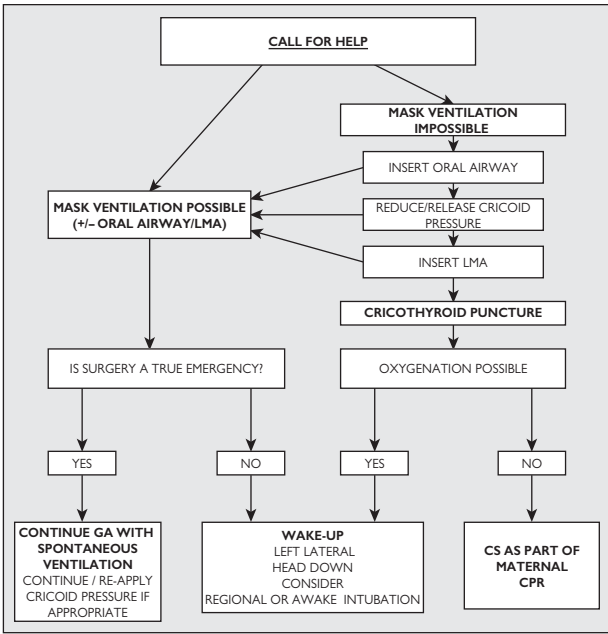 CALL FOR HELP
MASK VENTILATION
IMPOSSIBLE
INSERT ORAL AIRWAY
MASK VENTILATION POSSIBLE
(+/– ORAL AIRWAY/LMA)
REDUCE/RELEASE CRICOID
PRESSURE
INSERT LMA
CRICOTHYROID PUNCTURE
IS SURGERY A TRUE EMERGENCY?
OXYGENATION POSSIBLE
YES
NO
YES
NO
CONTINUE GA WITH
SPONTANEOUS
VENTILATION
CONTINUE / RE-APPLY
CRICOID PRESSURE IF
APPROPRIATE
WAKE-UP
LEFT LATERAL
HEAD DOWN
CONSIDER
REGIONAL OR AWAKE INTUBATION
CS AS PART OF
MATERNAL
CPR